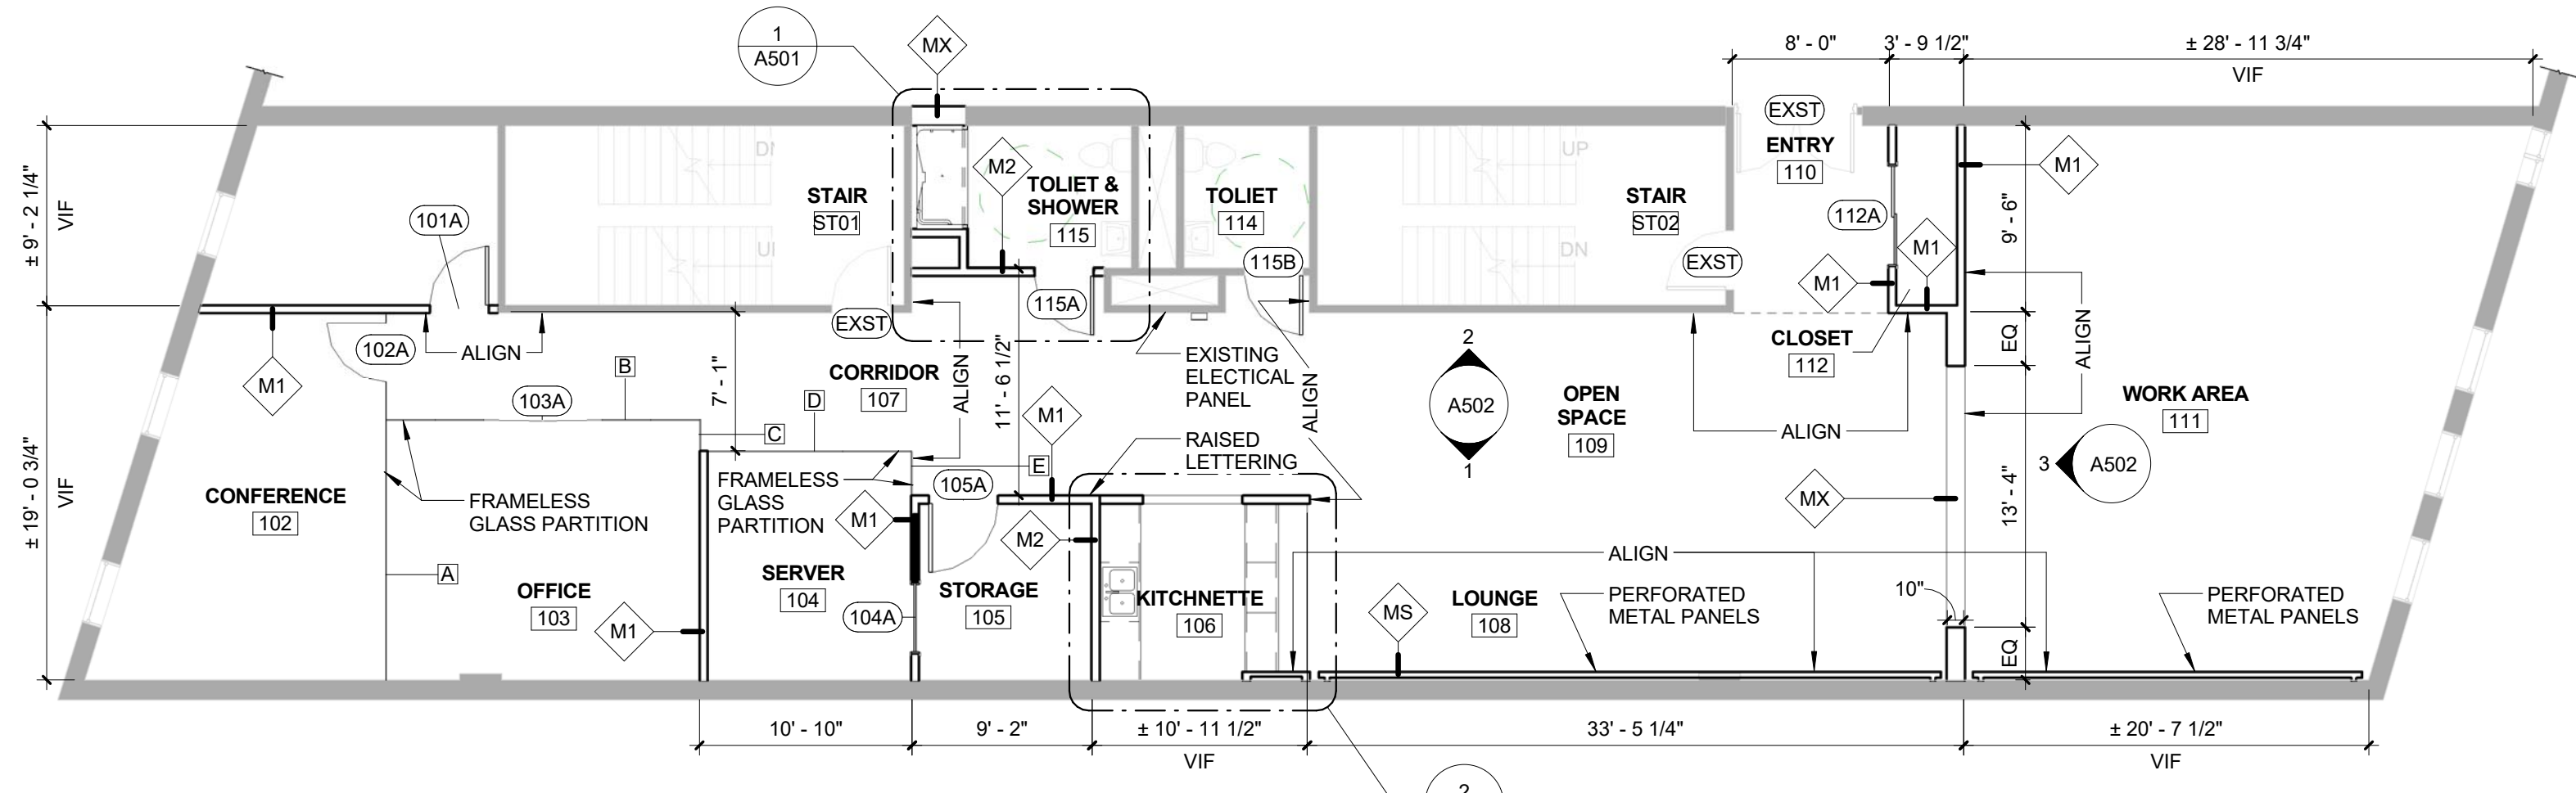 1
A501
MX
8' - 0"
3' - 9 1/2"
± 28' - 11 3/4"
VIF
EXST
ENTRY
110
M1
± 9' - 2 1/4"
VIF
101A
STAIR
ST01
DN
UP
M2
TOLIET &
SHOWER
115
TOLIET
114
115B
UP
DN
STAIR
ST02
EXST
112A
M1
M1
9' - 6"
EXST
115A
102A
ALIGN
B
M1
7' - 1"
CORRIDOR
107
ALIGN
11' - 6 1/2"
EXISTING
ELECTICAL
PANEL
ALIGN
2
A502
1
OPEN
SPACE
109
CLOSET
112
EQ
ALIGN
WORK AREA
111
103A
D
C
M1
RAISED
LETTERING
ALIGN
3
A502
± 19' - 0 3/4"
VIF
CONFERENCE
102
FRAMELESS
GLASS PARTITION
FRAMELESS
GLASS
PARTITION
E
105A
M1
M2
MX
13' - 4"
A
OFFICE
103
M1
SERVER
104
104A
STORAGE
105
KITCHNETTE
106
MS
LOUNGE
108
ALIGN
PERFORATED
METAL PANELS
10"
EQ
PERFORATED
METAL PANELS
10' - 10"
9' - 2"
± 10' - 11 1/2"
VIF
33' - 5 1/4"
± 20' - 7 1/2"
VIF
2